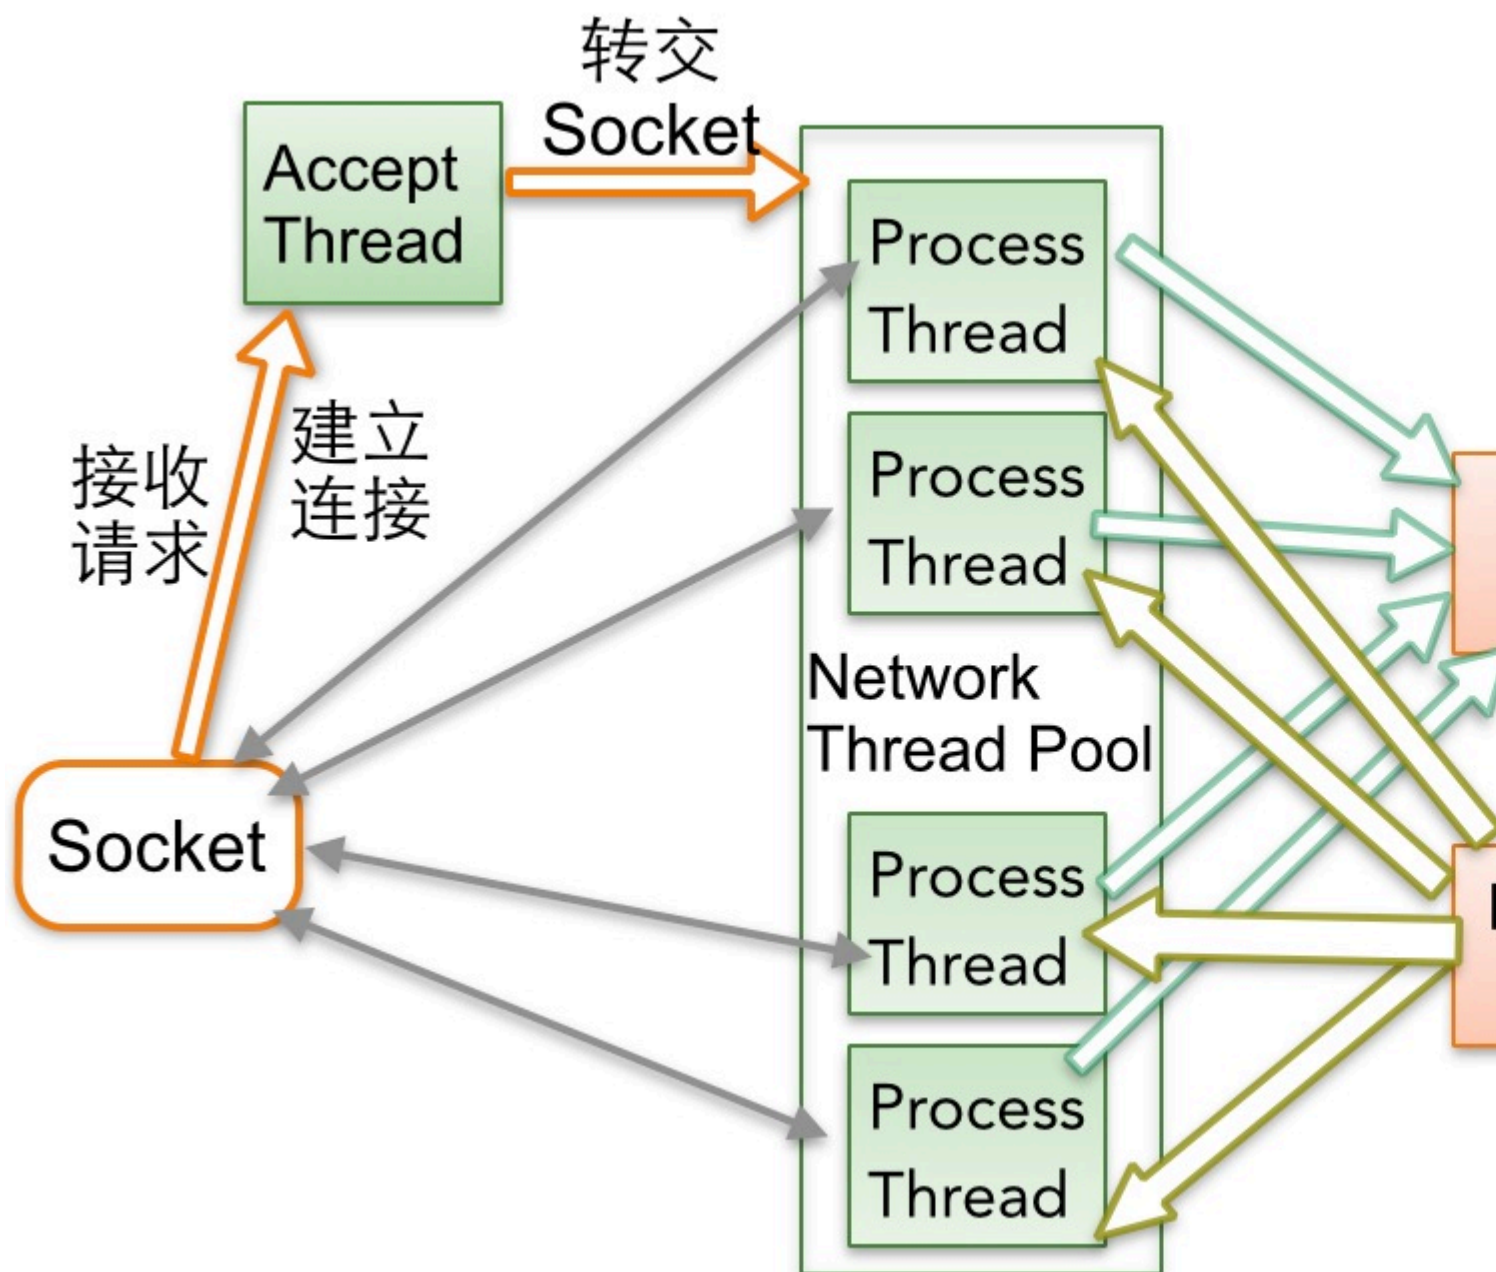 转交
Socket
Accept
Thread
接收
请求
建立
连接
Socket
Process
Thread
Process
Thread
Network
Thread Pool
Process
Thread
Process
Thread